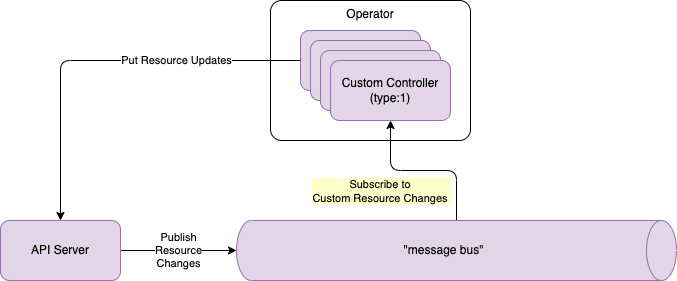 Operator
Put Resource Updates
Custom Controller
(type:1)
Subscribe to
Custom Resource Changes
API Server
Publish
Resource
Changes
"message bus"